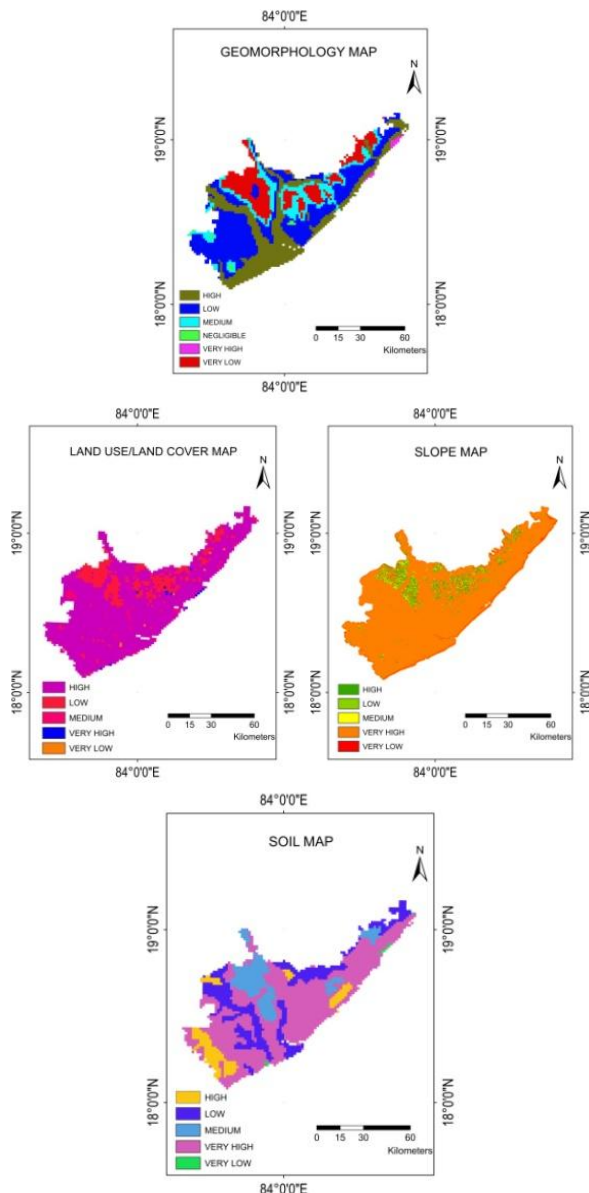 84°0'0"E
GEOMORPHOLOGY MAP
N
19°0'0"N
19°0'0"N
18°0'0"N
18°0'0"N
HIGH
LOW
MEDIUM
NEGLIGIBLE
VERY HIGH
VERY LOW
0 15 30 60
Kilometers
84°0'0"E
84°0'0"E
LAND USE/LAND COVER MAP
N
19°0'0"N
18°0'0"N
HIGH
LOW
MEDIUM
VERY HIGH
VERY LOW
0 15 30 60
Kilometers
84°0'0"E
84°0'0"E
SLOPE MAP
N
19°0'0"N
18°0'0"N
HIGH
LOW
MEDIUM
VERY HIGH
VERY LOW
0 15 30 60
Kilometers
84°0'0"E
84°0'0"E
SOIL MAP
N
19°0'0"N
19°0'0"N
18°0'0"N
18°0'0"N
HIGH
LOW
MEDIUM
VERY HIGH
VERY LOW
0 15 30 60
Kilometers
84°0'0"E